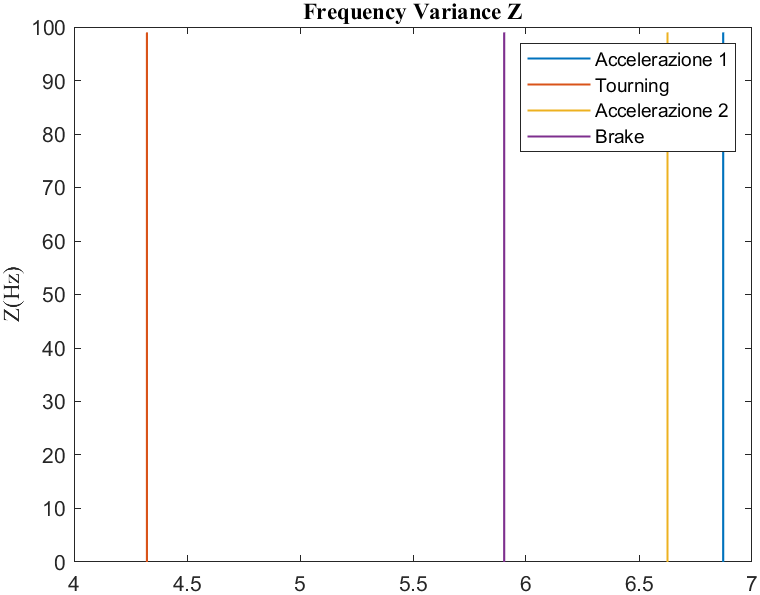 Frequency Variance Z
100
90
80
70
60
50
40
30
20
10
0
Z(Hz)
Accelerazione 1
Tourning
Accelerazione 2
Brake
4 4.5 5 5.5 6 6.5 7